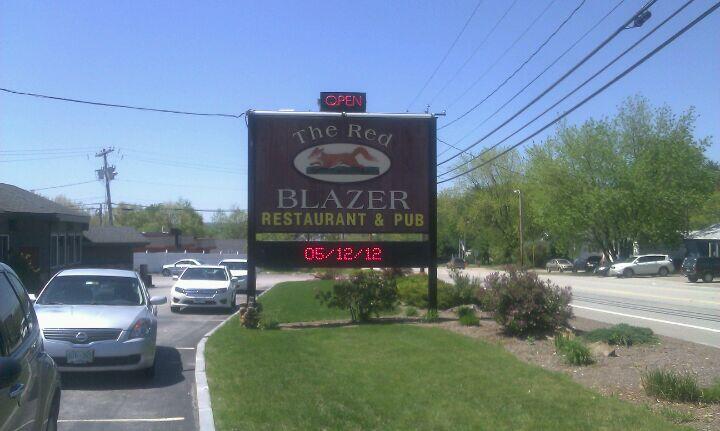 OPEN
The Red
BLAZER
RESTAURANT & PUB
05/12/12